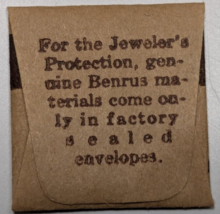 For the Jeweler's
Protection, gen-
uine Benrus ma-
terials come on-
ly in factory
sealed
envelopes.